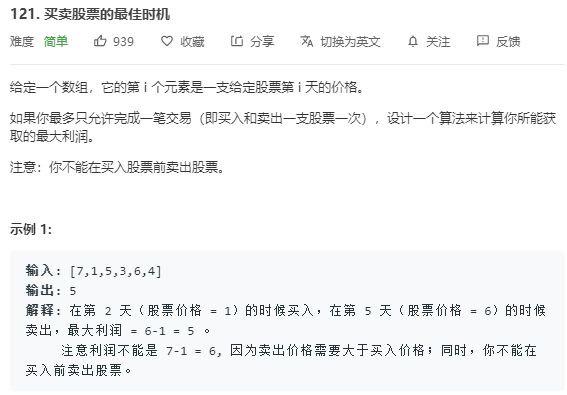 121. 买卖股票的最佳时机
难度 简单 939 收藏 分享 切换为英文 关注 反馈
给定一个数组，它的第 i 个元素是一支给定股票第 i 天的价格。
如果你最多只允许完成一笔交易（即买入和卖出一支股票一次），设计一个算法来计算你所能获
取的最大利润。
注意：你不能在买入股票前卖出股票。
示例 1:
输入: [7,1,5,3,6,4]
输出: 5
解释: 在第 2 天（股票价格 = 1）的时候买入，在第 5 天（股票价格 = 6）的时候
卖出，最大利润 = 6-1 = 5 。
注意利润不能是 7-1 = 6, 因为卖出价格需要大于买入价格；同时，你不能在
买入前卖出股票。